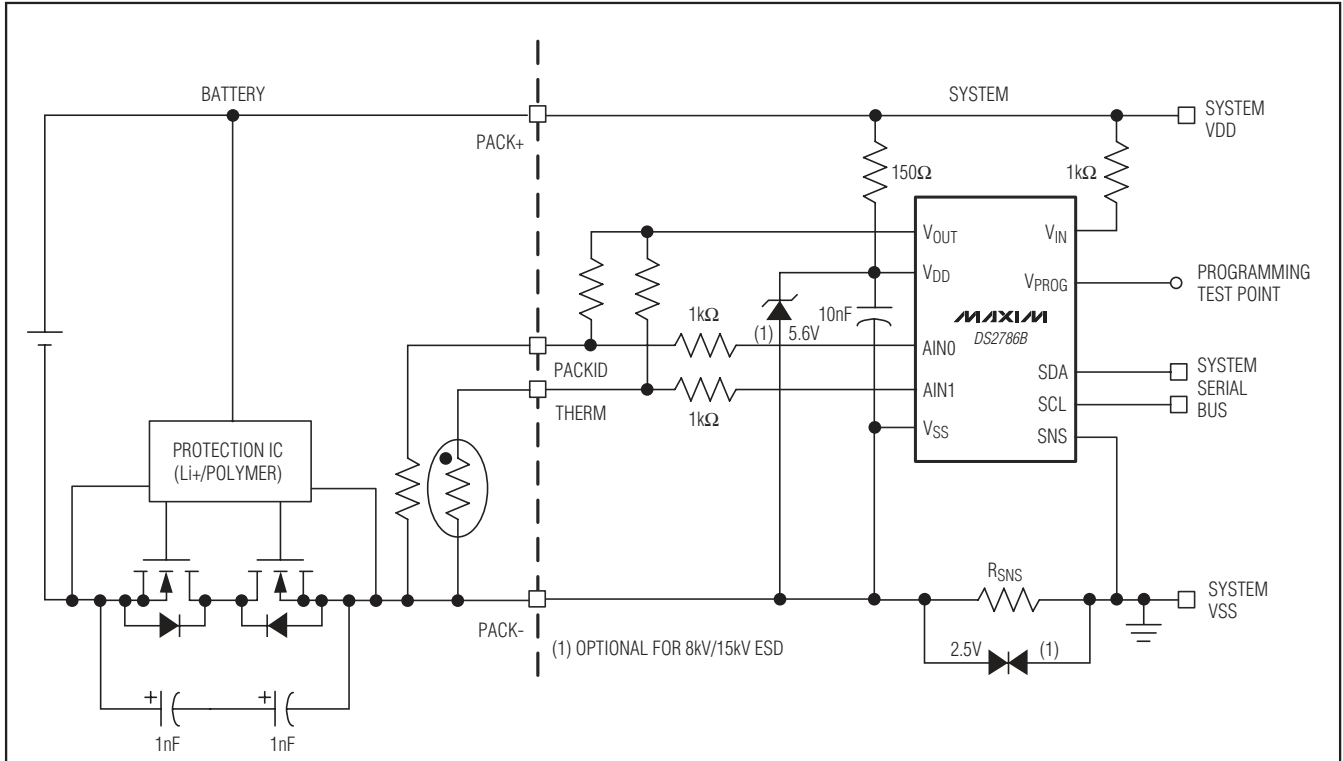 BATTERY
SYSTEM
SYSTEM
VDD
PACK+
150Ω
1kΩ
VOUT
VIN
VDD
VPROG
PROGRAMMING
TEST POINT
MAXIM
DS2786B
(1) 5.6V
10nF
1kΩ
AIN0
PACKID
SDA
SYSTEM
SERIAL
BUS
AIN1
THERM
1kΩ
SCL
VSS
SNS
PROTECTION IC
(Li+/POLYMER)
RSNS
SYSTEM
VSS
PACK-
(1) OPTIONAL FOR 8kV/15kV ESD
2.5V
(1)
+
+
1nF
1nF